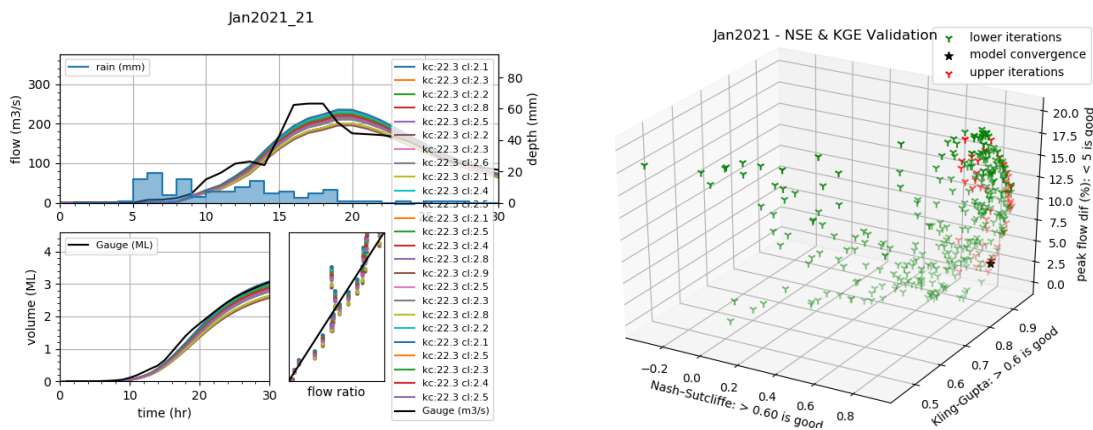 Jan2021_21
rain (mm)
flow (m3/s)
300
200
100
0
0
5
10
15
20
25
30
80
60
40
20
0
depth (mm)
kc:22.3 cl:2.1
kc:22.3 cl:2.3
kc:22.3 cl:2.2
kc:22.3 cl:2.8
kc:22.3 cl:2.5
kc:22.3 cl:2.2
kc:22.3 cl:2.3
kc:22.3 cl:2.6
kc:22.3 cl:2.1
kc:22.3 cl:2.4
kc:22.3 cl:2.5
kc:22.3 cl:2.1
kc:22.3 cl:2.5
kc:22.3 cl:2.4
kc:22.3 cl:2.8
kc:22.3 cl:2.9
kc:22.3 cl:2.5
kc:22.3 cl:2.3
kc:22.3 cl:2.8
kc:22.3 cl:2.2
kc:22.3 cl:2.1
kc:22.3 cl:2.5
kc:22.3 cl:2.3
kc:22.3 cl:2.4
kc:22.3 cl:2.5
Gauge (m3/s)
Gauge (ML)
volume (ML)
4
3
2
1
0
0
10
20
30
time (hr)
flow ratio
Jan2021 - NSE & KGE Validation
lower iterations
model convergence
upper iterations
20.0
17.5
15.0
12.5
10.0
7.5
5.0
2.5
0.0
peak flow dif (%): < 5 is good
−0.2
0.0
0.2
0.4
0.6
0.8
Nash–Sutcliffe: > 0.60 is good
0.5
0.6
0.7
0.8
0.9
Kling-Gupta: > 0.6 is good